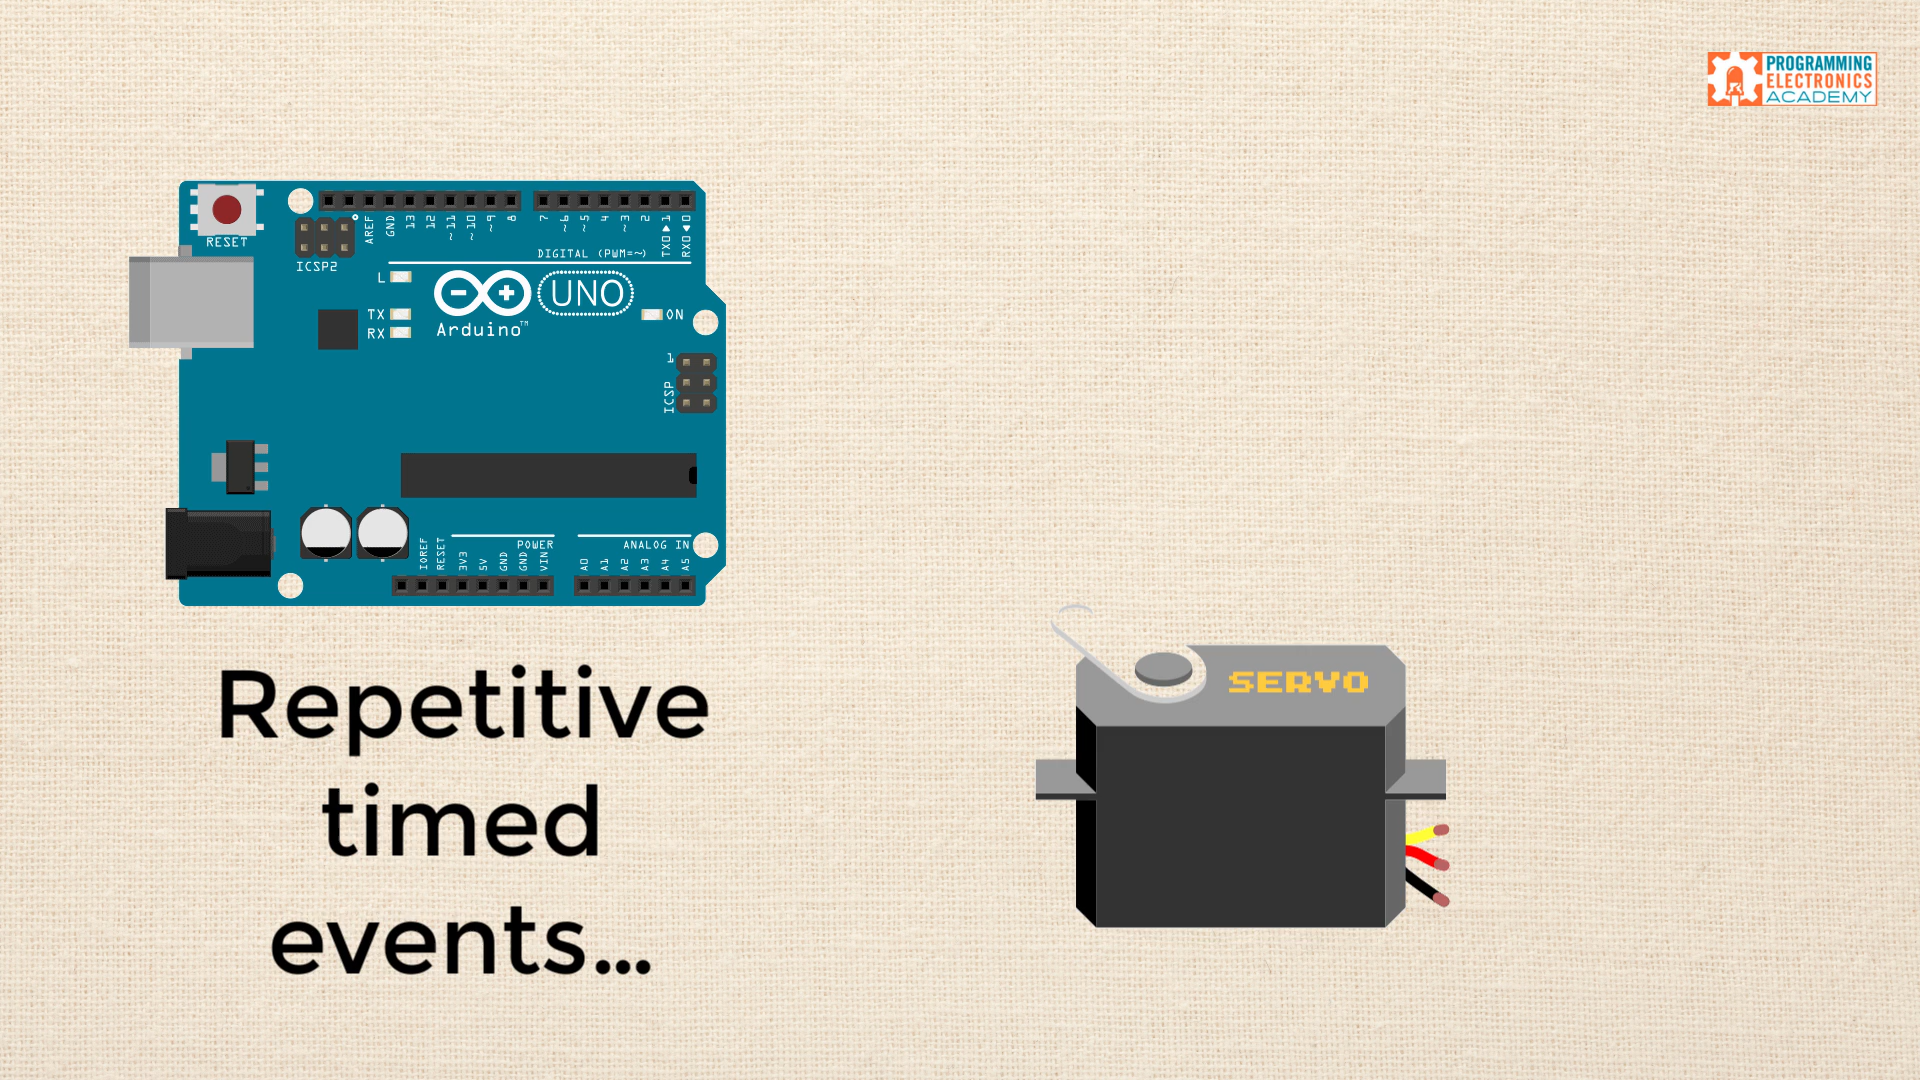 PROGRAMMING
ELECTRONICS
ACADEMY
RESET
ICSP2
AREF
GND
13
12
~11
~10
~9
8
7
~6
~5
4
~3
2
TXO▶1
RXO◀0
DIGITAL (PWM=~)
L
UNO
TX
RX
ON
Arduino™
1
ICSP
POWER
ANALOG IN
IOREF
RESET
3V3
5V
GND
GND
VIN
A0
A1
A2
A3
A4
A5
SERVO
Repetitive
timed
events...